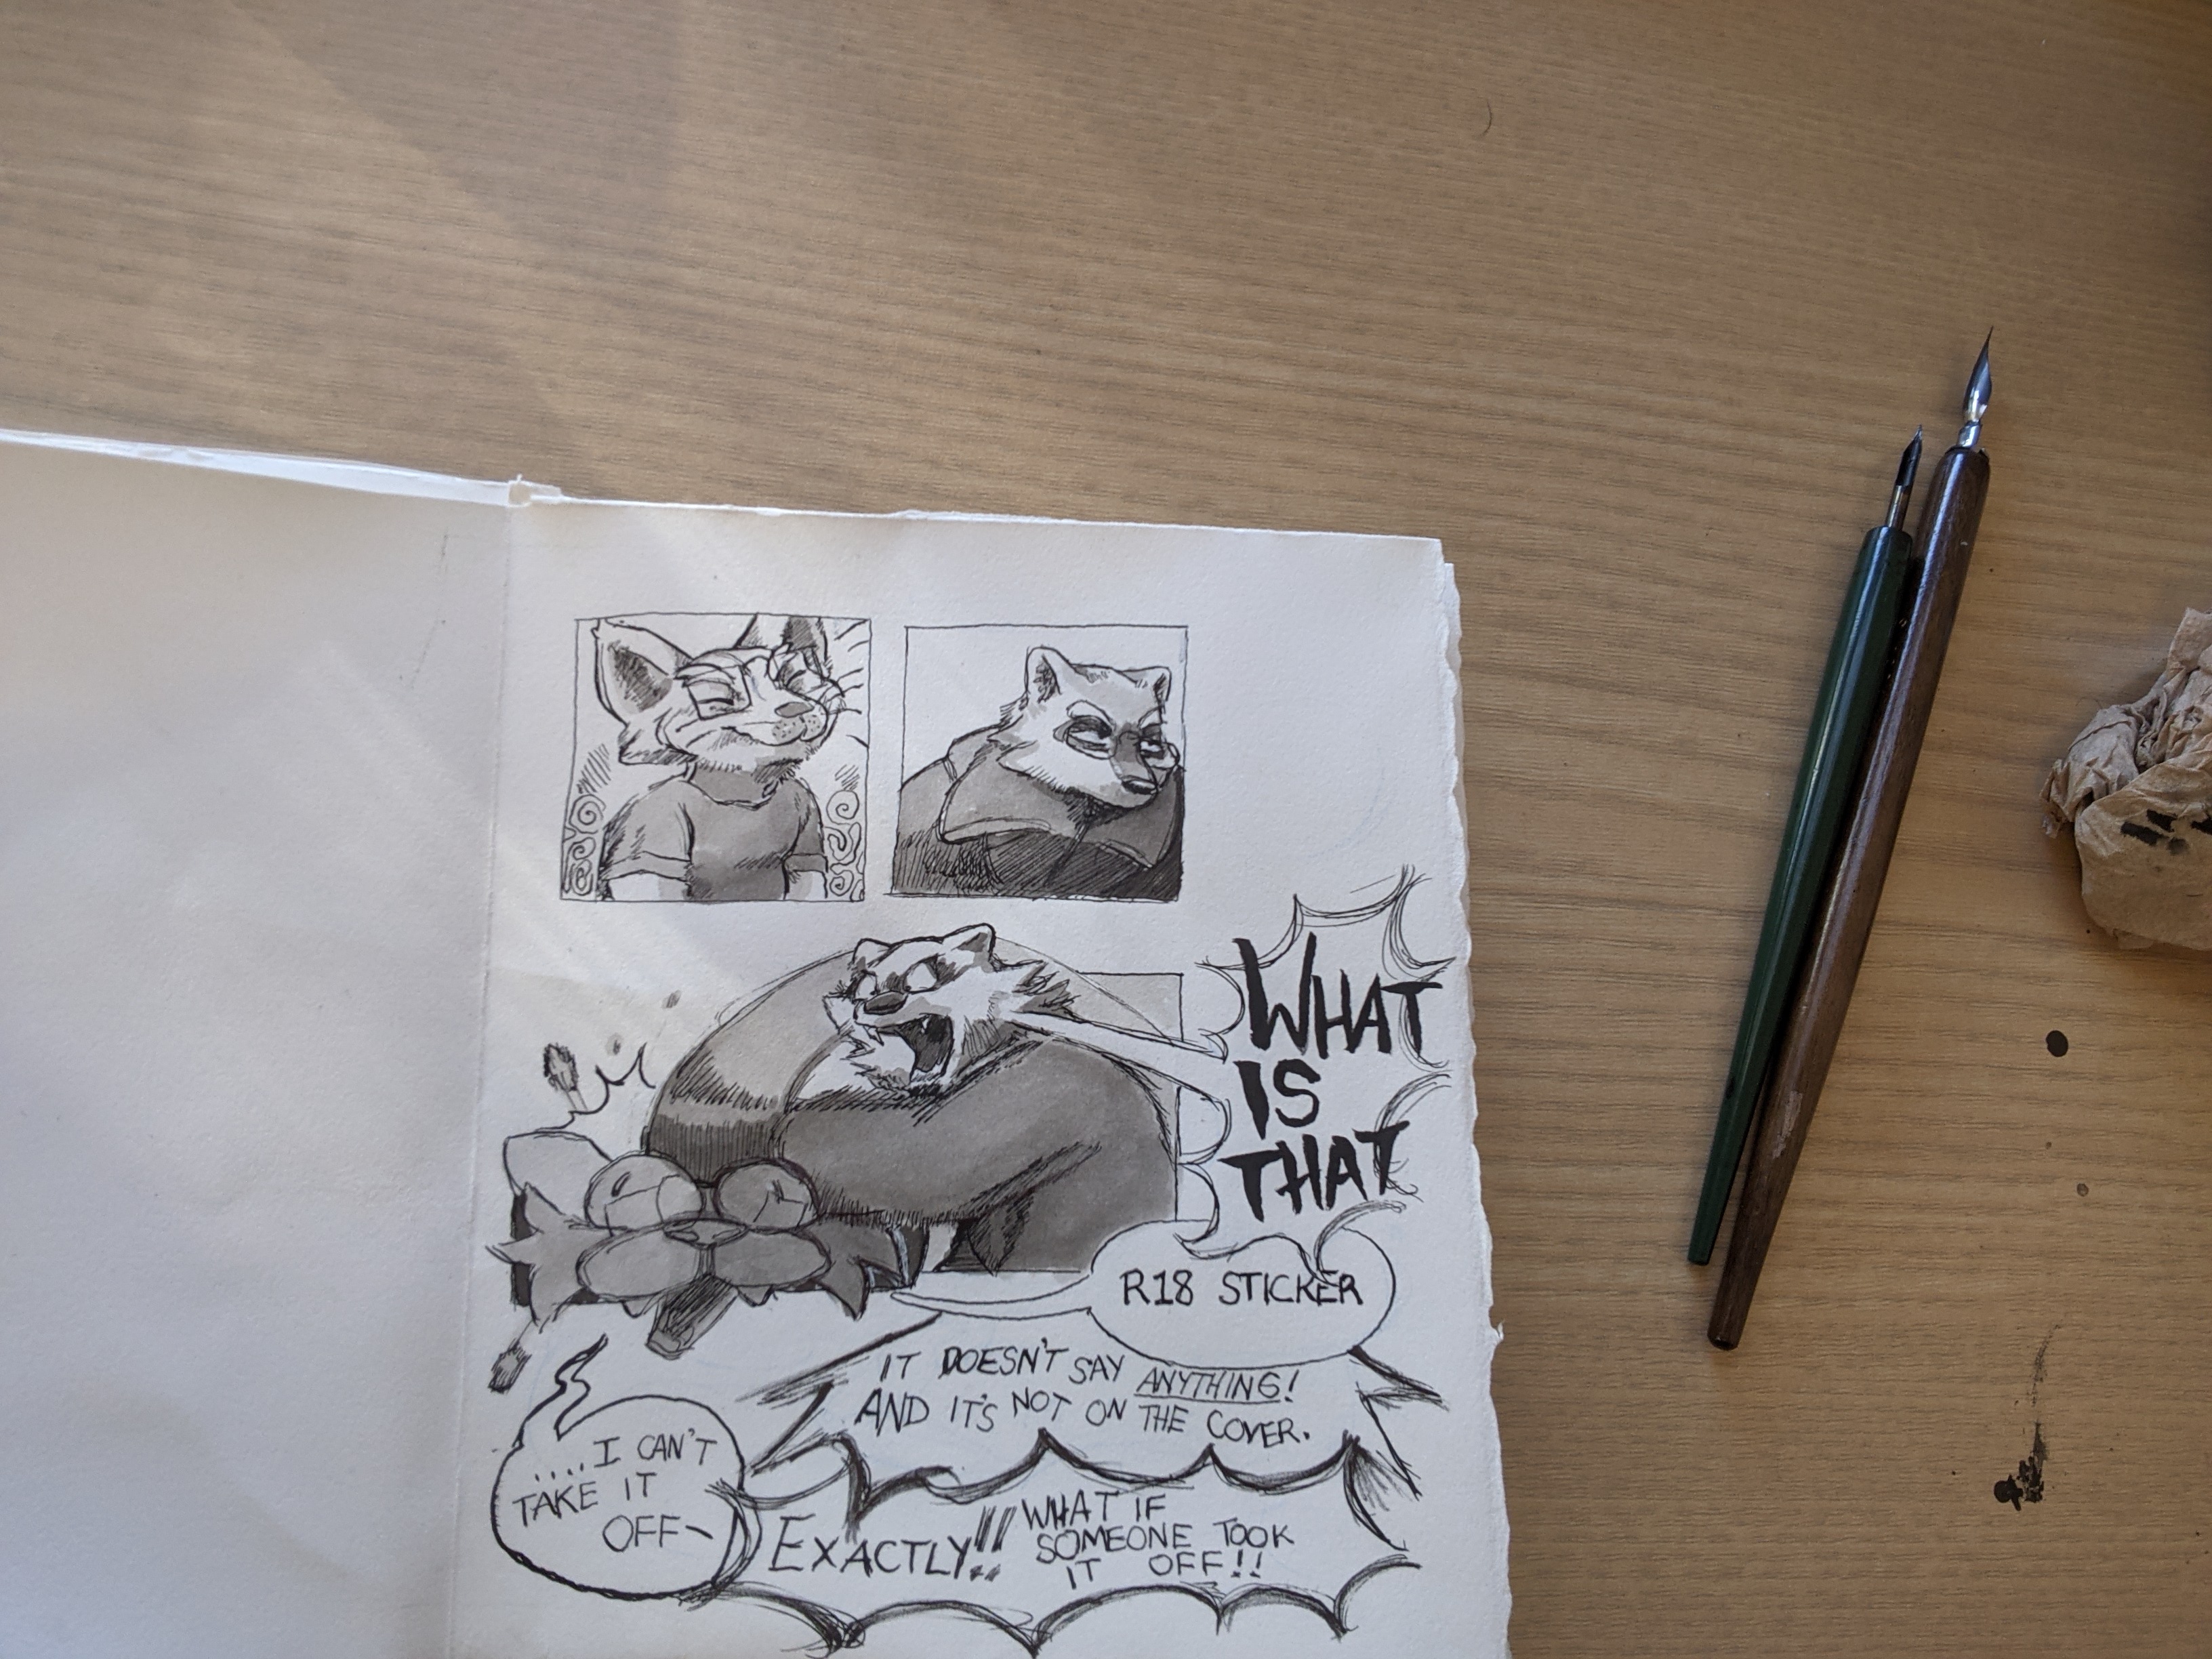 WHAT
IS
THAT
R18 STICKER
IT DOESN'T SAY ANYTHING!
AND IT'S NOT ON THE COVER.
....I CAN'T
TAKE IT
OFF-
EXACTLY!!
WHAT IF
SOMEONE TOOK
IT OFF!!